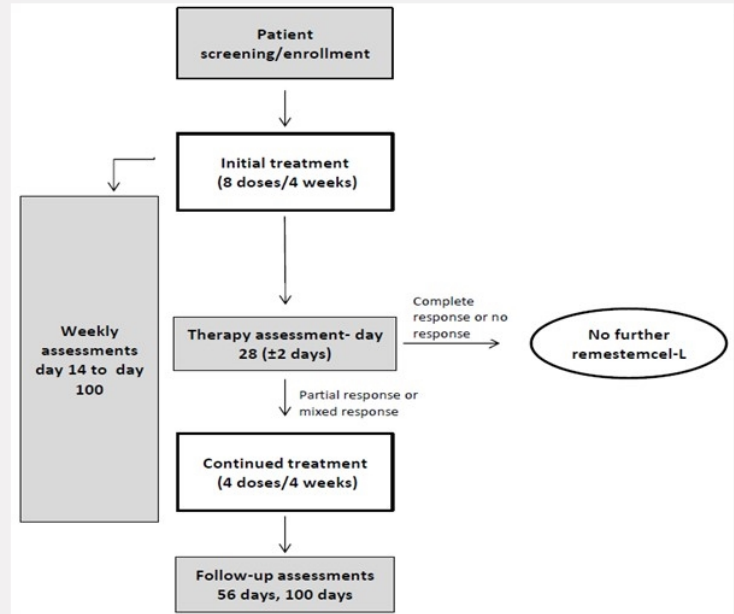 Patient
screening/enrollment
Initial treatment
(8 doses/4 weeks)
Weekly
assessments
day 14 to day
100
Therapy assessment- day
28 (±2 days)
Complete
response or no
response
No further
remestemcel-L
Partial response or
mixed response
Continued treatment
(4 doses/4 weeks)
Follow-up assessments
56 days, 100 days